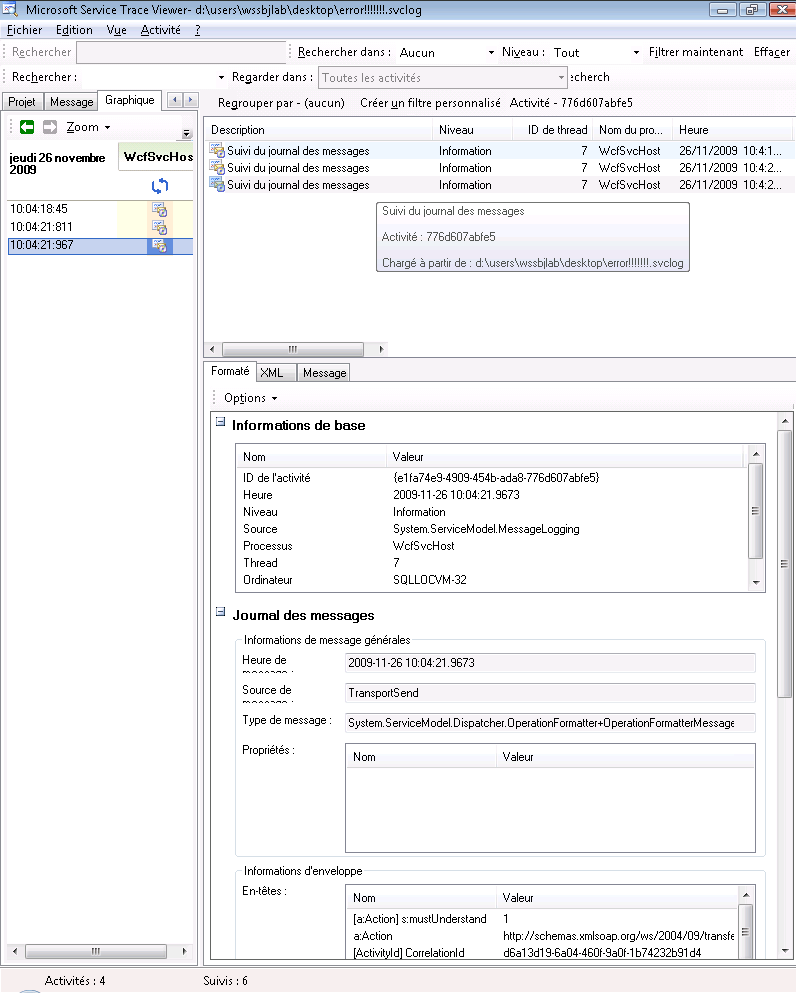 Microsoft Service Trace Viewer- d:\users\wssbjlab\desktop\error!!!!!!!.svclog
Fichier Edition Vue Activité ?
Rechercher Rechercher dans : Aucun Niveau : Tout Filtrer maintenant Effacer
Rechercher : Regarder dans : Toutes les activités :cherch
Projet Message Graphique
Regrouper par - (aucun) Créer un filtre personnalisé Activité - 776d607abfe5
Zoom
jeudi 26 novembre 2009
WcfSvcHos
10:04:18:45
10:04:21:811
10:04:21:967
Description Niveau ID de thread Nom du pro... Heure
Suivi du journal des messages Information 7 WcfSvcHost 26/11/2009 10:4:1...
Suivi du journal des messages Information 7 WcfSvcHost 26/11/2009 10:4:2...
Suivi du journal des messages Information 7 WcfSvcHost 26/11/2009 10:4:2...
Suivi du journal des messages
Activité : 776d607abfe5
Chargé à partir de : d:\users\wssbjlab\desktop\error!!!!!!!.svclog
Formaté XML Message
Options
Informations de base
Nom Valeur
ID de l'activité {e1fa74e9-4909-454b-ada8-776d607abfe5}
Heure 2009-11-26 10:04:21.9673
Niveau Information
Source System.ServiceModel.MessageLogging
Processus WcfSvcHost
Thread 7
Ordinateur SQLLOCVM-32
Journal des messages
Informations de message générales
Heure de 2009-11-26 10:04:21.9673
Source de TransportSend
Type de message : System.ServiceModel.Dispatcher.OperationFormatter+OperationFormatterMessage
Propriétés :
Nom Valeur
Informations d'enveloppe
En-têtes :
Nom Valeur
[a:Action] s:mustUnderstand 1
a:Action http://schemas.xmlsoap.org/ws/2004/09/transfe
[ActivityId] CorrelationId d6a13d19-6a04-460f-9a0f-1b74232b91d4
Activités : 4 Suivis : 6